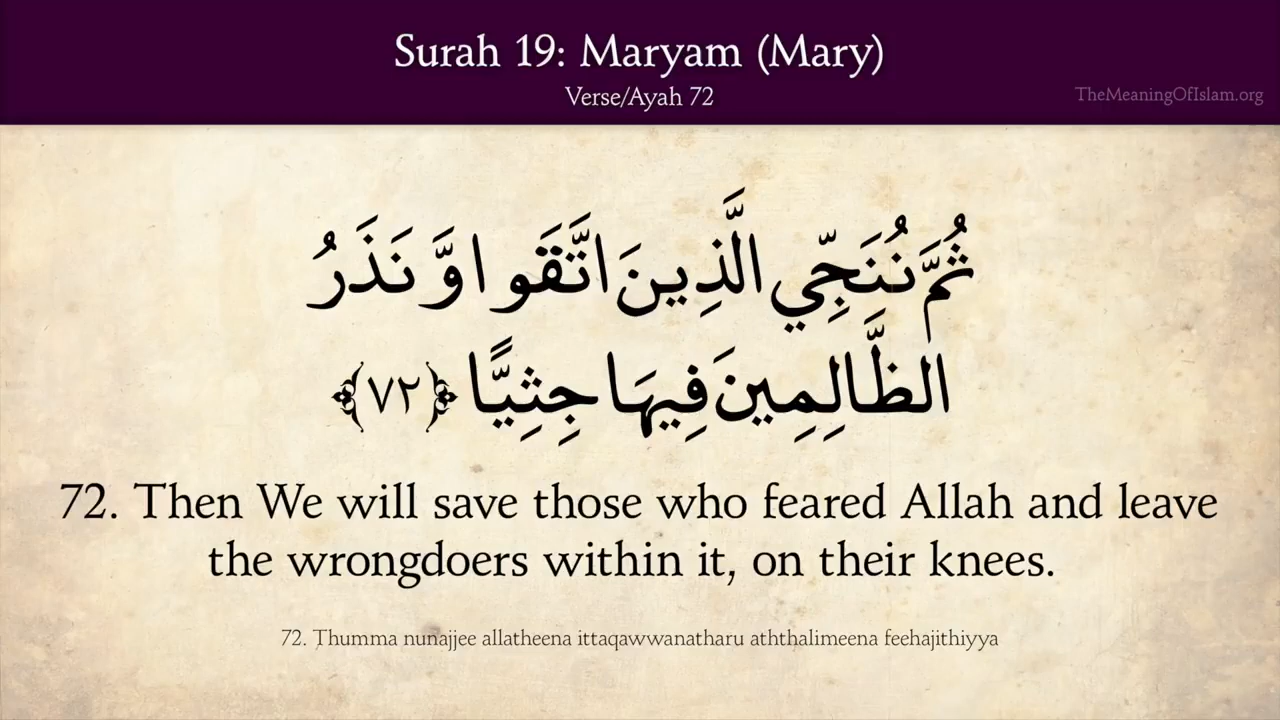 Surah 19: Maryam (Mary)
Verse/Ayah 72
TheMeaningOfIslam.org
ثُمَّ نُنَجِّي الَّذِينَ اتَّقَوا وَّنَذَرُ
الظَّالِمِينَ فِيهَا جِثِيًّا ﴿٧٢﴾
72. Then We will save those who feared Allah and leave
the wrongdoers within it, on their knees.
72. Thumma nunajjee allatheena ittaqawwanatharu aththalimeena feehajithiyya